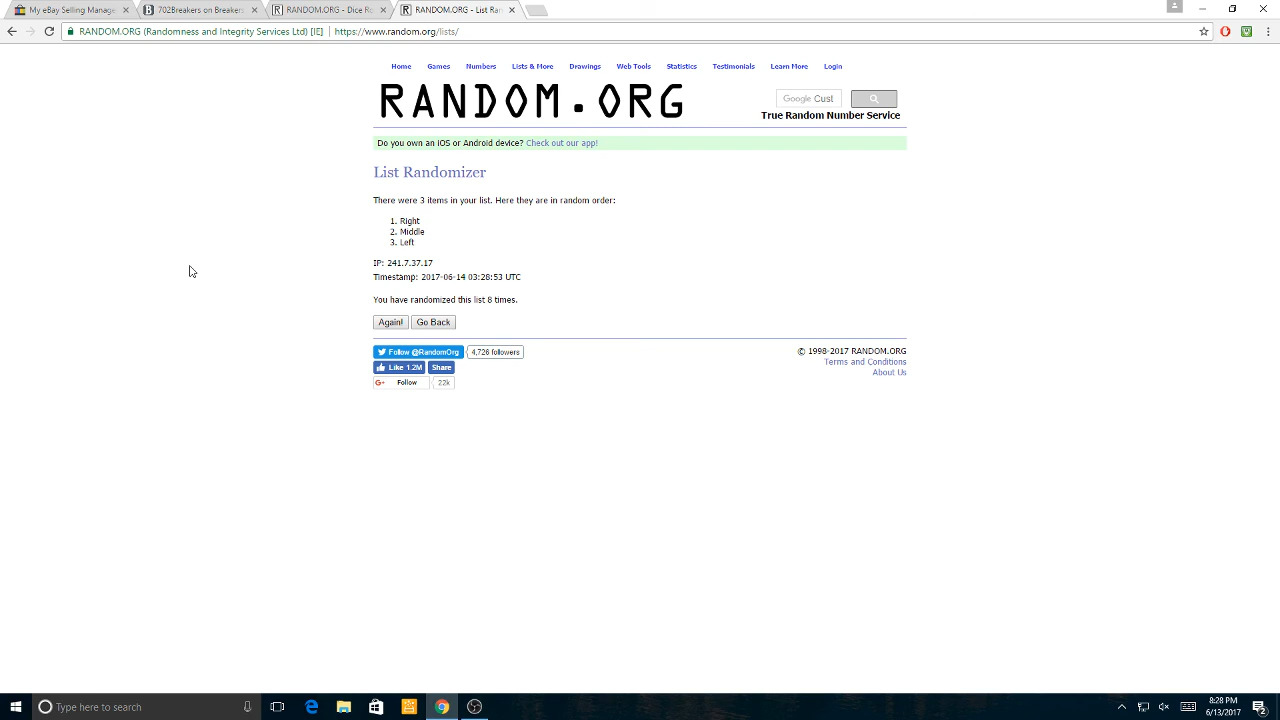 My eBay Selling Manage
702Breakers on Breakers
RANDOM.ORG - Dice Ro
RANDOM.ORG - List Ran
RANDOM.ORG (Randomness and Integrity Services Ltd) [IE]
https://www.random.org/lists/
Home Games Numbers Lists & More Drawings Web Tools Statistics Testimonials Learn More Login
RANDOM.ORG
Google Cust
True Random Number Service
Do you own an iOS or Android device? Check out our app!
List Randomizer
There were 3 items in your list. Here they are in random order:
1. Right
2. Middle
3. Left
IP: 241.7.37.17
Timestamp: 2017-06-14 03:28:53 UTC
You have randomized this list 8 times.
Again! Go Back
Follow @RandomOrg 4,726 followers
Like 1.2M Share
G+ Follow 22k
© 1998-2017 RANDOM.ORG
Terms and Conditions
About Us
Type here to search
8:28 PM
6/13/2017
2